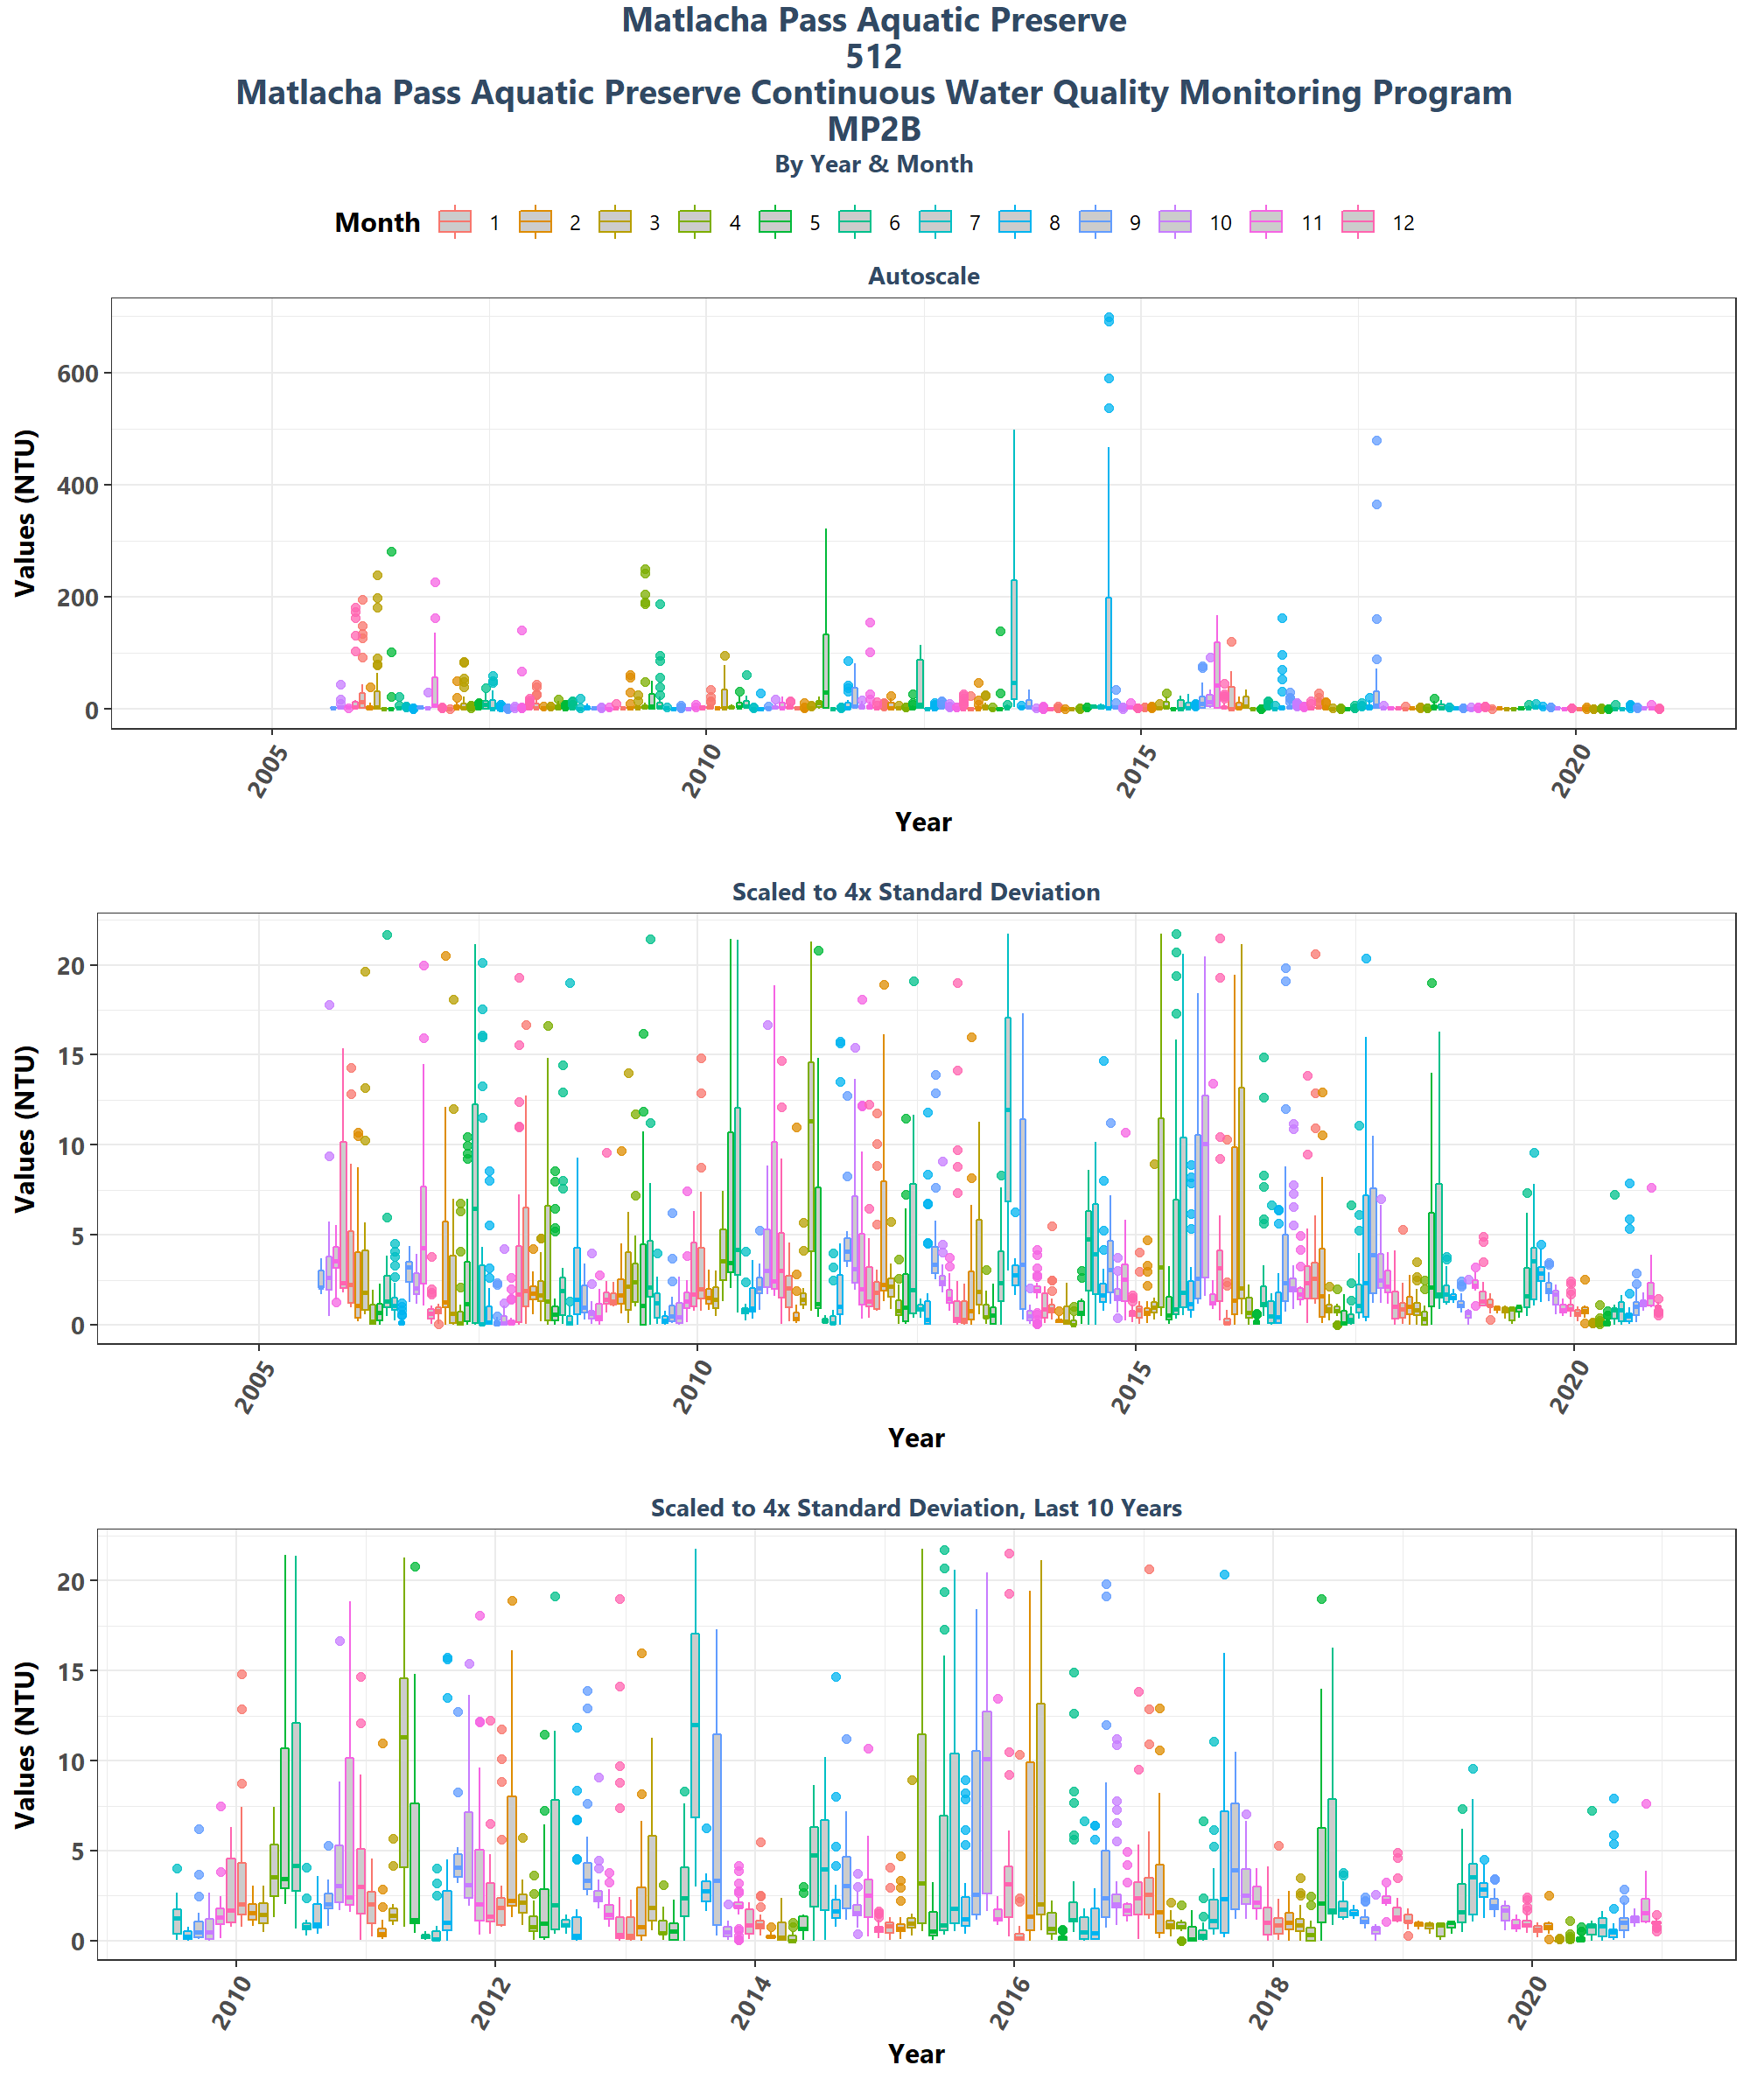 Matlacha Pass Aquatic Preserve
512
Matlacha Pass Aquatic Preserve Continuous Water Quality Monitoring Program
MP2B
By Year & Month
Month 1 2 3 4 5 6 7 8 9 10 11 12
Autoscale
Values (NTU)
600
400
200
0
2005 2010 2015 2020
Year
Scaled to 4x Standard Deviation
Values (NTU)
20
15
10
5
0
2005 2010 2015 2020
Year
Scaled to 4x Standard Deviation, Last 10 Years
Values (NTU)
20
15
10
5
0
2010 2012 2014 2016 2018 2020
Year